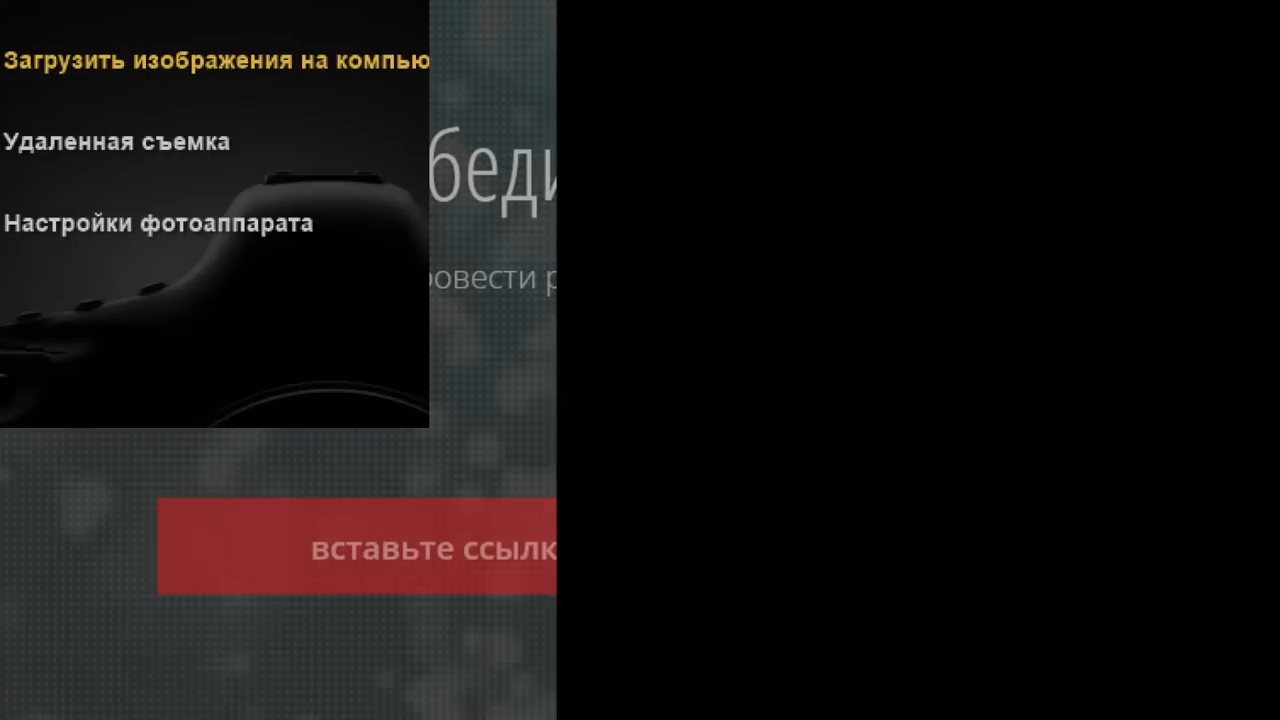 Загрузить изображения на компью
Удаленная съемка
беди
Настройки фотоаппарата
ровести р
вставьте ссылк